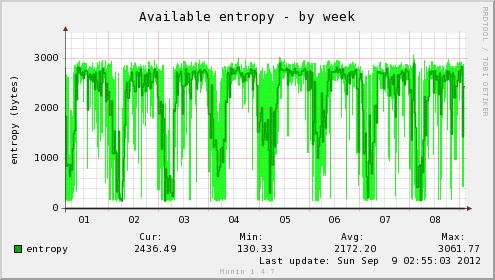 Available entropy - by week
RRDTOOL / TOBI OETIKER
entropy (bytes)
3000
2000
1000
0
01 02 03 04 05 06 07 08
Cur: Min: Avg: Max:
entropy 2436.49 130.33 2172.20 3061.77
Last update: Sun Sep 9 02:55:03 2012
Munin 1.4.7